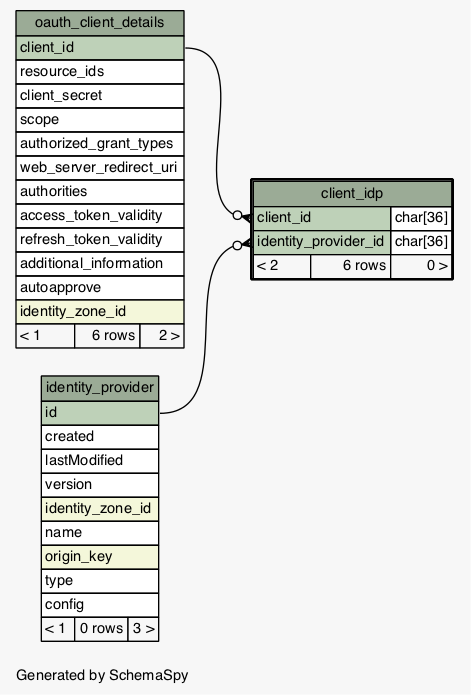 oauth_client_details
client_id
resource_ids
client_secret
scope
authorized_grant_types
web_server_redirect_uri
authorities
access_token_validity
refresh_token_validity
additional_information
autoapprove
identity_zone_id
< 1 6 rows 2 >
client_idp
client_id char[36]
identity_provider_id char[36]
< 2 6 rows 0 >
identity_provider
id
created
lastModified
version
identity_zone_id
name
origin_key
type
config
< 1 0 rows 3 >
Generated by SchemaSpy